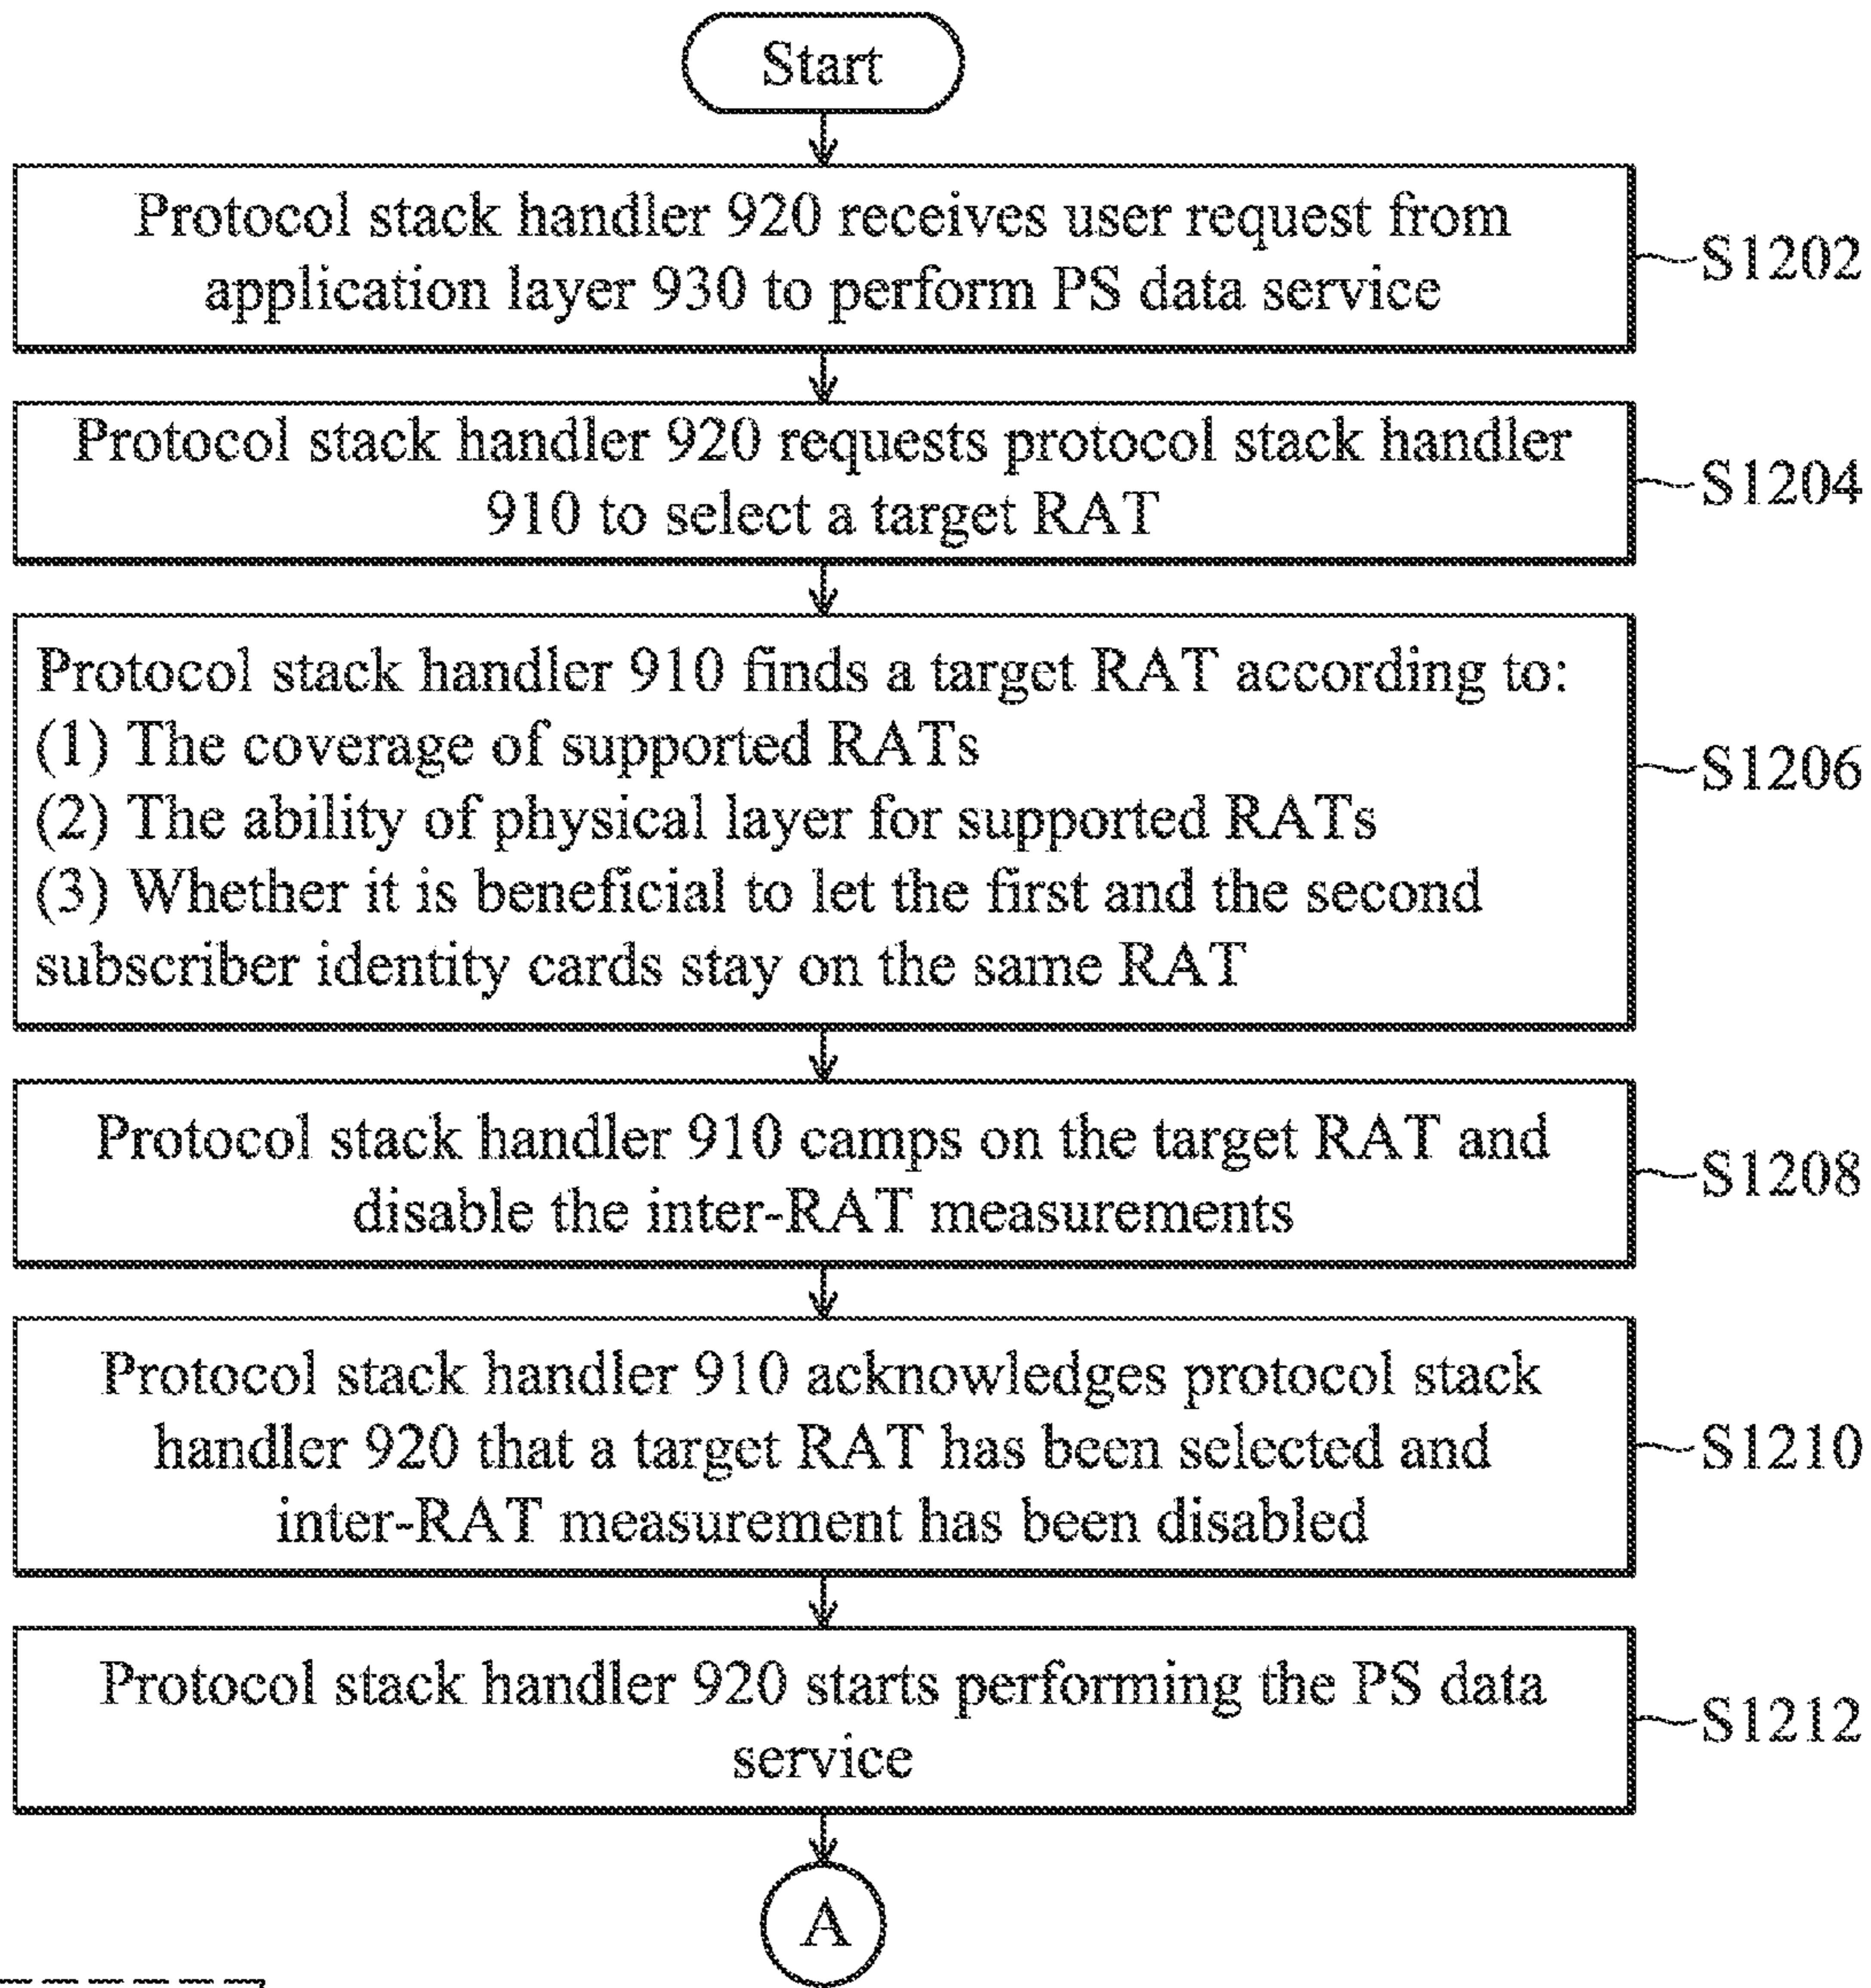 Start
Protocol stack handler 920 receives user request from
application layer 930 to perform PS data service
S1202
Protocol stack handler 920 requests protocol stack handler
910 to select a target RAT
S1204
Protocol stack handler 910 finds a target RAT according to:
(1) The coverage of supported RATs
(2) The ability of physical layer for supported RATs
(3) Whether it is beneficial to let the first and the second
subscriber identity cards stay on the same RAT
S1206
Protocol stack handler 910 camps on the target RAT and
disable the inter-RAT measurements
S1208
Protocol stack handler 910 acknowledges protocol stack
handler 920 that a target RAT has been selected and
inter-RAT measurement has been disabled
S1210
Protocol stack handler 920 starts performing the PS data
service
S1212
A